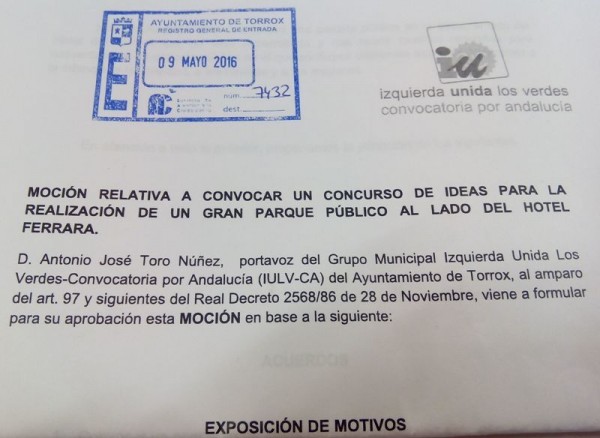 AYUNTAMIENTO DE TORROX
REGISTRO GENERAL DE ENTRADA
E
09 MAYO 2016
núm. 7432
dest.
iu
izquierda unida los verdes
convocatoria por andalucía
MOCIÓN RELATIVA A CONVOCAR UN CONCURSO DE IDEAS PARA LA
REALIZACIÓN DE UN GRAN PARQUE PÚBLICO AL LADO DEL HOTEL
FERRARA.
D. Antonio José Toro Núñez, portavoz del Grupo Municipal Izquierda Unida Los
Verdes-Convocatoria por Andalucía (IULV-CA) del Ayuntamiento de Torrox, al amparo
del art. 97 y siguientes del Real Decreto 2568/86 de 28 de Noviembre, viene a formular
para su aprobación esta MOCIÓN en base a la siguiente:
ACUERDOS
EXPOSICIÓN DE MOTIVOS